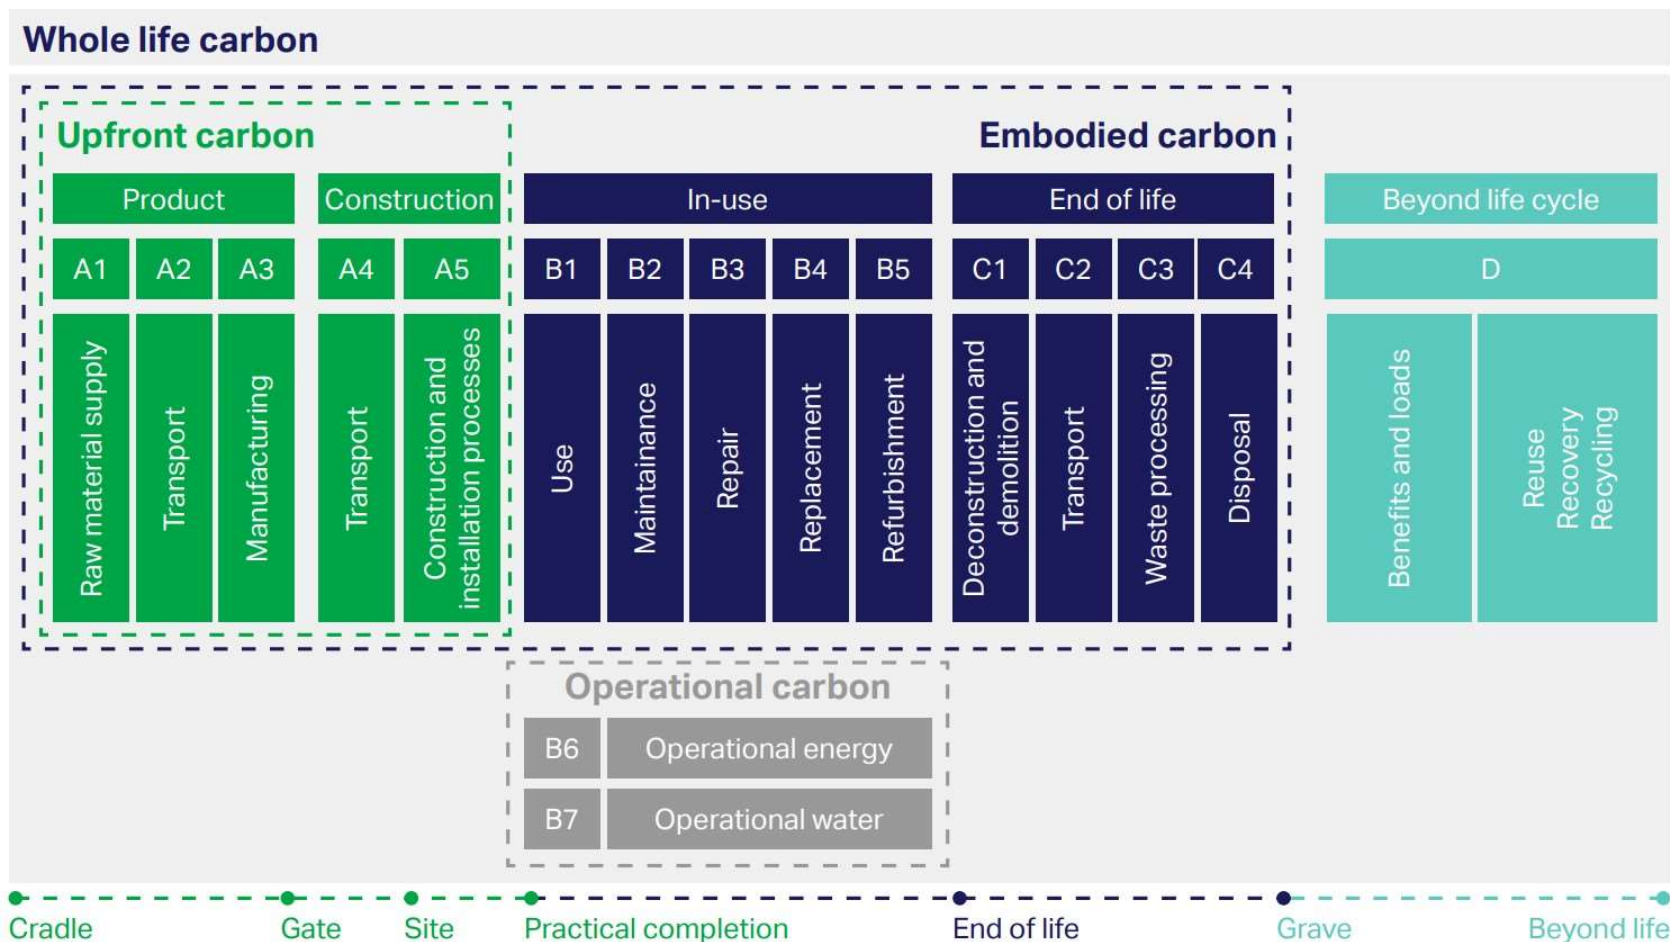 Whole life carbon
Upfront carbon
Embodied carbon
Product
Construction
In-use
End of life
Beyond life cycle
A1
A2
A3
A4
A5
B1
B2
B3
B4
B5
C1
C2
C3
C4
D
Raw material supply
Transport
Manufacturing
Transport
Construction and
installation processes
Use
Maintainance
Repair
Replacement
Refurbishment
Deconstruction and
demolition
Transport
Waste processing
Disposal
Benefits and loads
Reuse
Recovery
Recycling
Operational carbon
B6
Operational energy
B7
Operational water
Cradle
Gate
Site
Practical completion
End of life
Grave
Beyond life